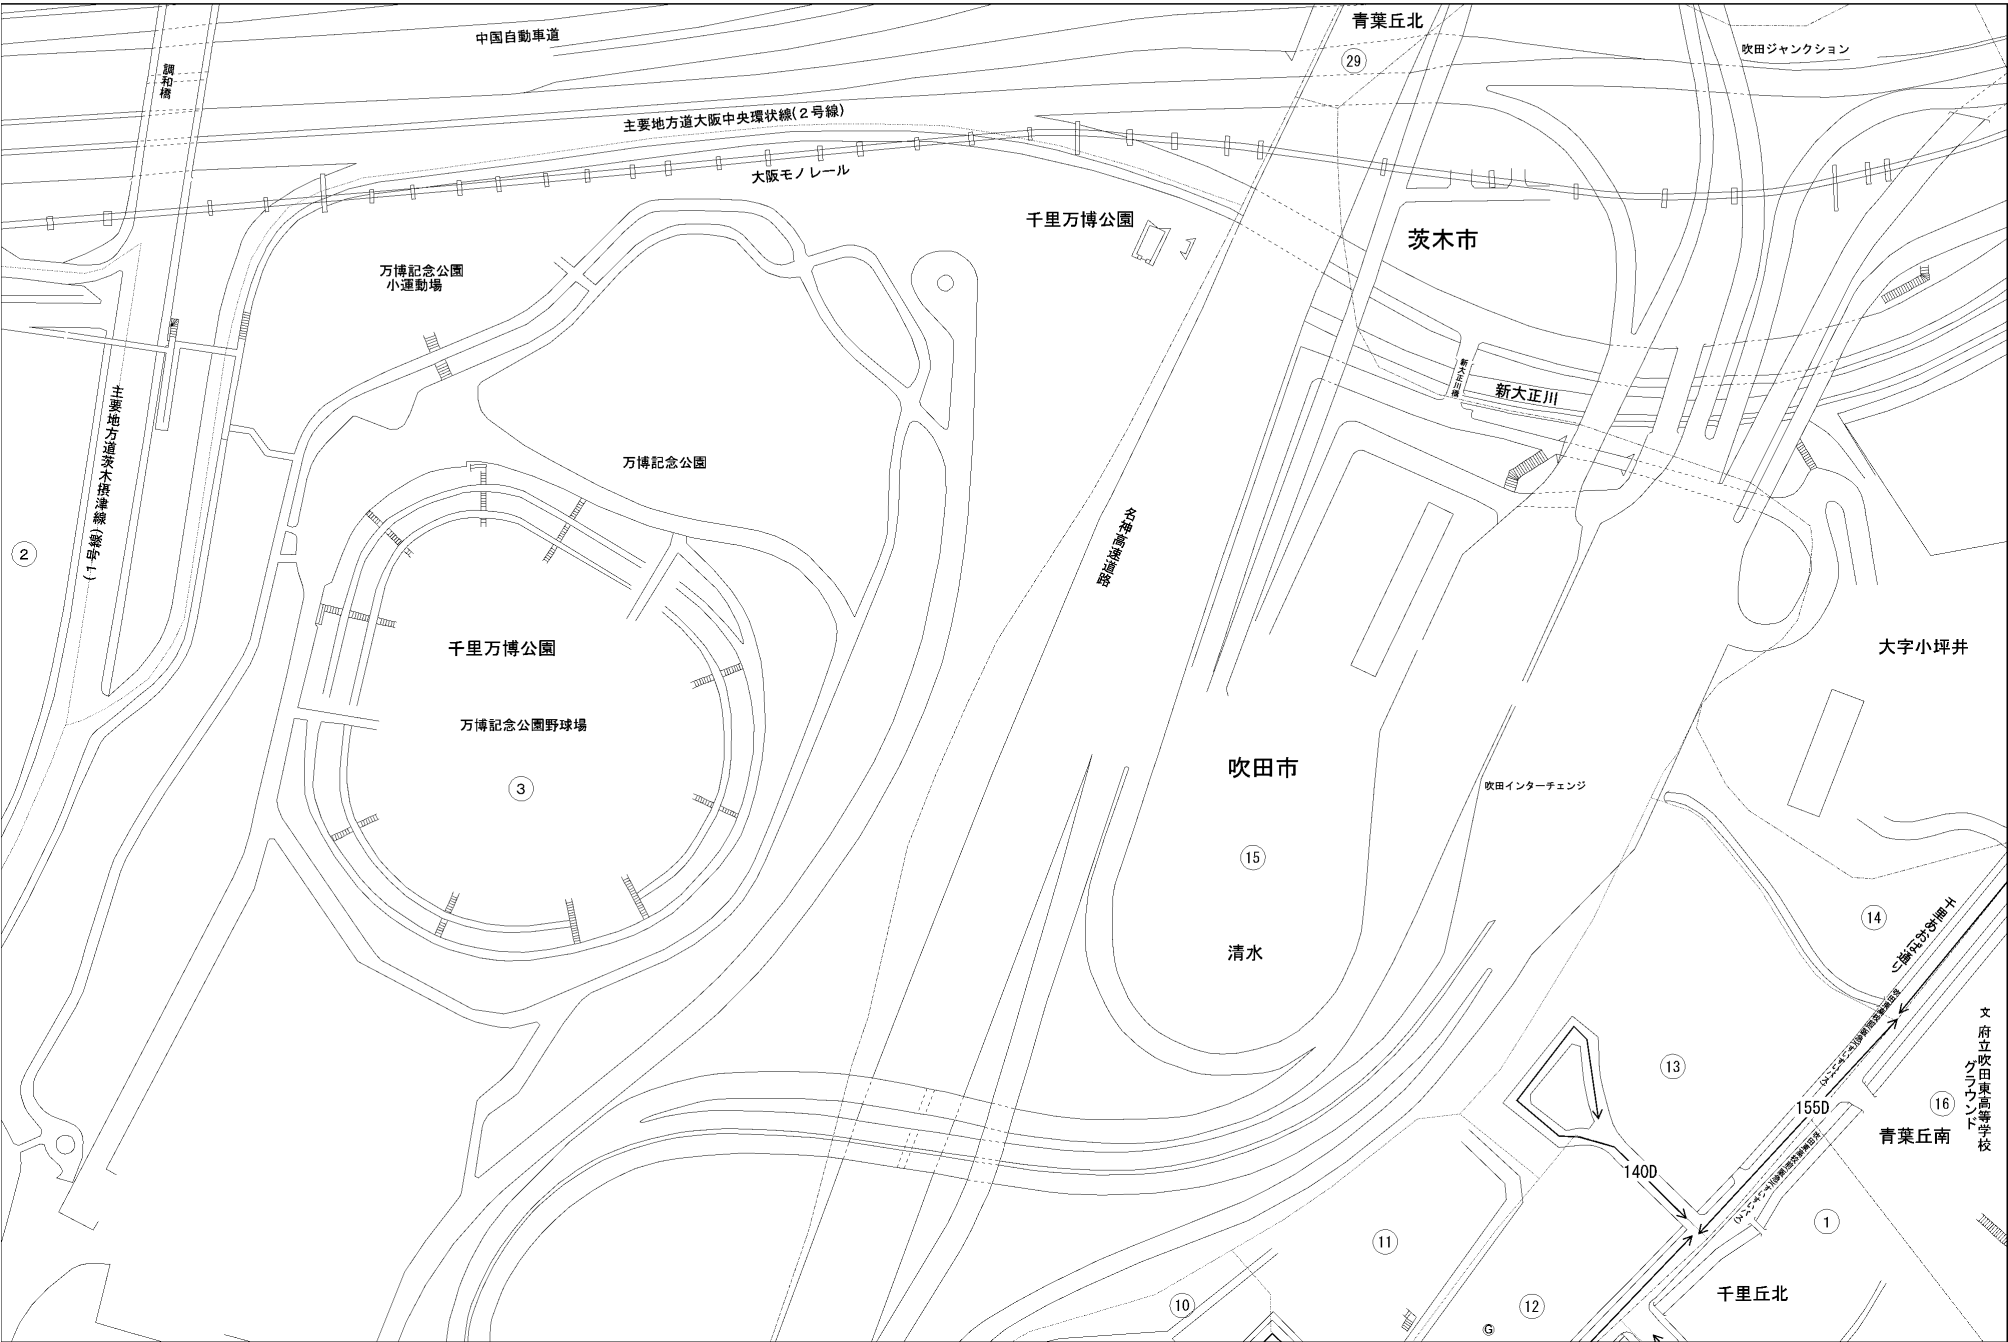 中国自動車道
青葉丘北
29
吹田ジャンクション
調和橋
主要地方道大阪中央環状線(2号線)
大阪モノレール
千里万博公園
茨木市
万博記念公園
小運動場
新大正川橋
新大正川
主要地方道茨木摂津線
(1号線)
万博記念公園
名神高速道路
2
千里万博公園
大字小坪井
万博記念公園野球場
3
吹田市
吹田インターチェンジ
15
14
千里あおば通り
清水
文 府立吹田東高等学校
グラウンド
13
155D
16
青葉丘南
140D
11
1
千里丘北
10
12
G